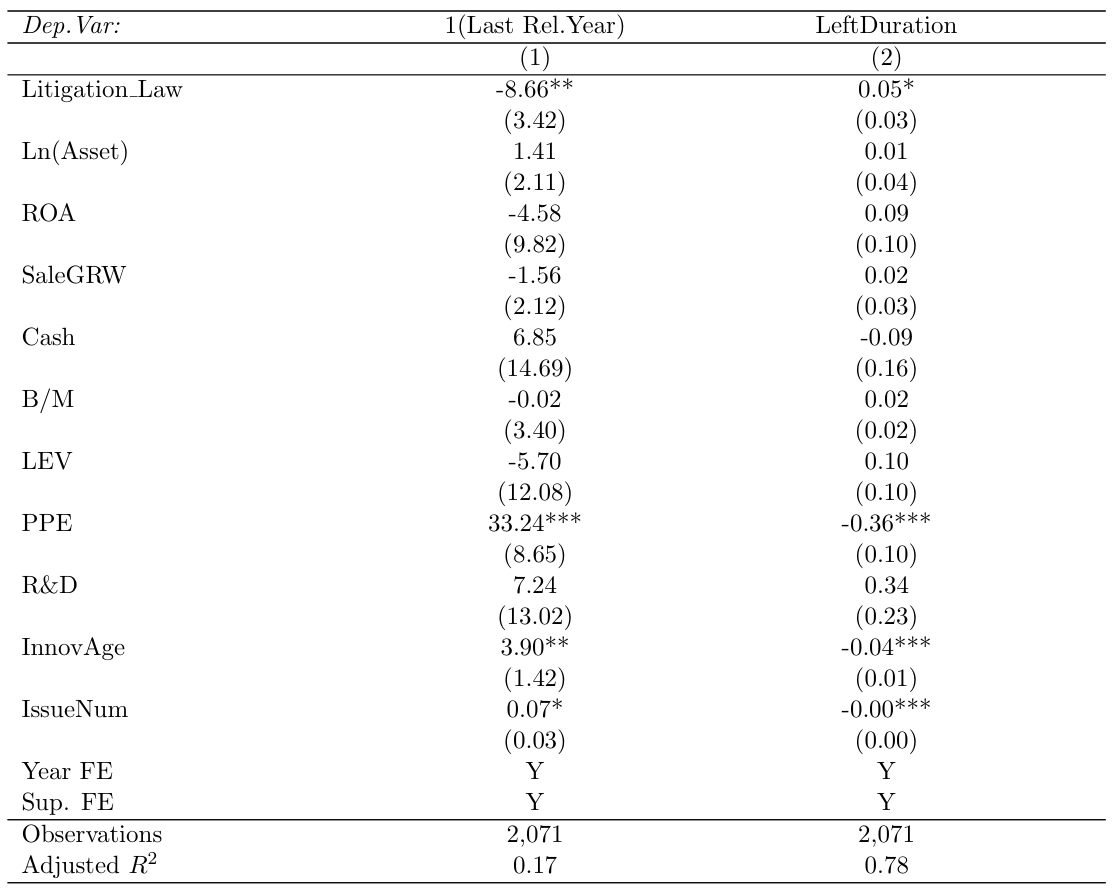 Dep.Var: 1(Last Rel.Year) LeftDuration
(1) (2)
Litigation_Law -8.66** 0.05*
(3.42) (0.03)
Ln(Asset) 1.41 0.01
(2.11) (0.04)
ROA -4.58 0.09
(9.82) (0.10)
SaleGRW -1.56 0.02
(2.12) (0.03)
Cash 6.85 -0.09
(14.69) (0.16)
B/M -0.02 0.02
(3.40) (0.02)
LEV -5.70 0.10
(12.08) (0.10)
PPE 33.24*** -0.36***
(8.65) (0.10)
R&D 7.24 0.34
(13.02) (0.23)
InnovAge 3.90** -0.04***
(1.42) (0.01)
IssueNum 0.07* -0.00***
(0.03) (0.00)
Year FE Y Y
Sup. FE Y Y
Observations 2,071 2,071
Adjusted R² 0.17 0.78